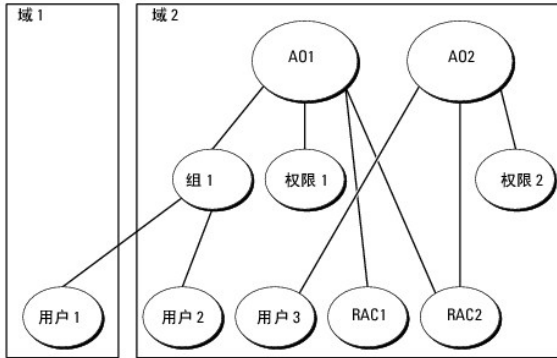 域 1
域 2
A01
A02
组 1
权限 1
权限 2
用户 1
用户 2
用户 3
RAC1
RAC2